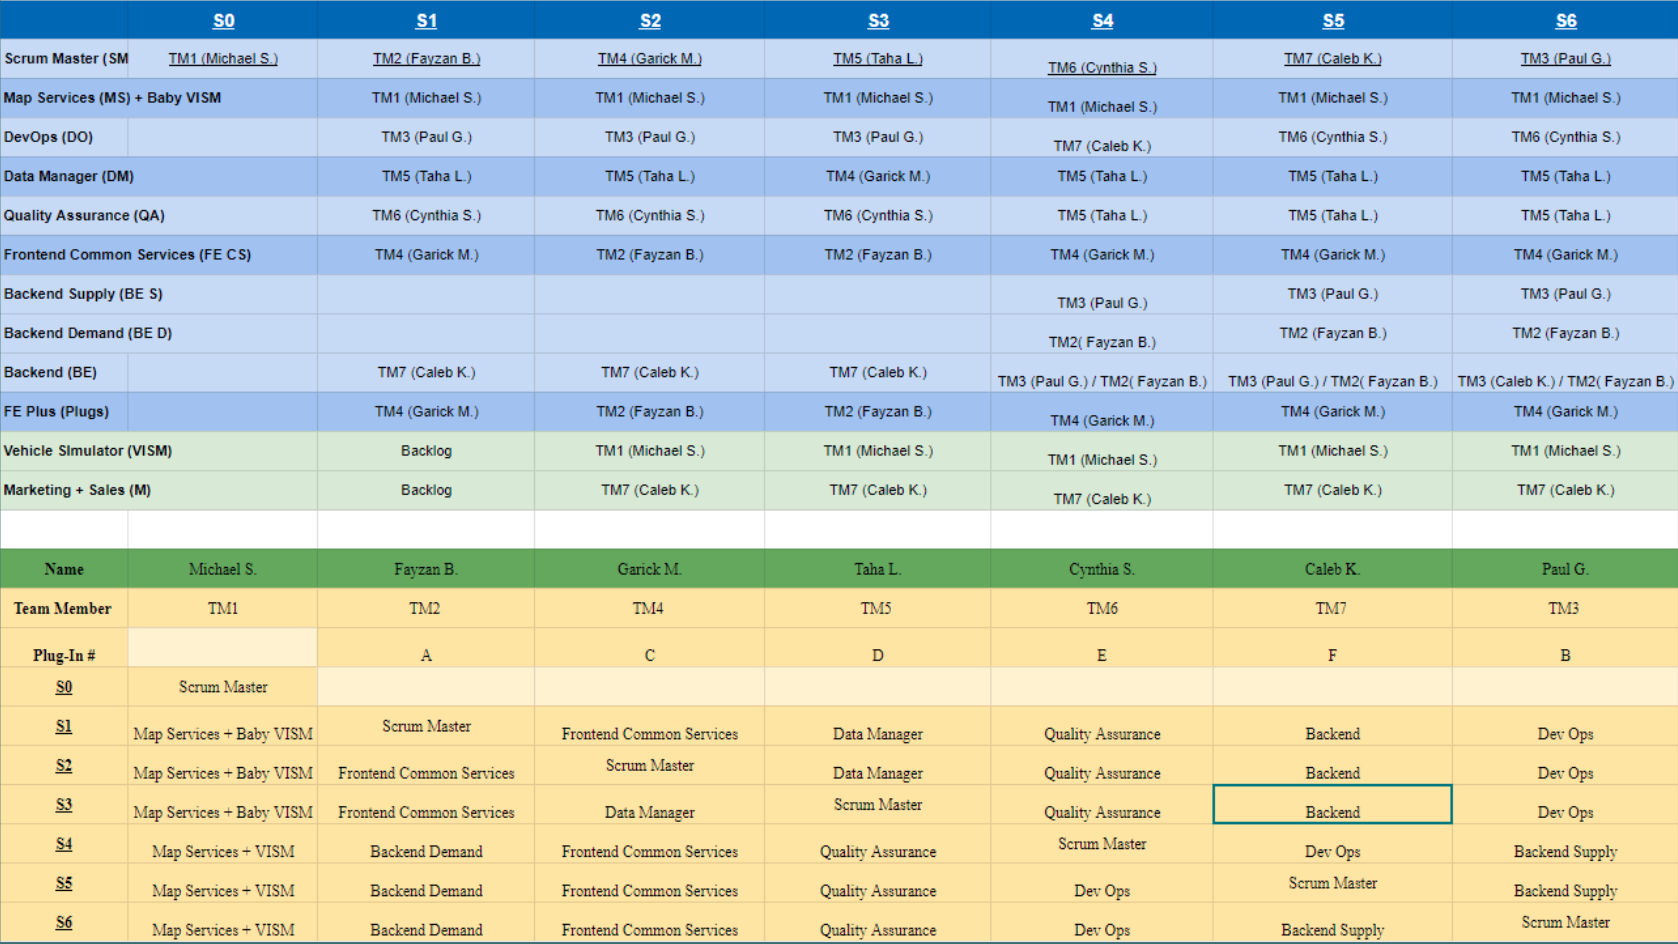 S0 S1 S2 S3 S4 S5 S6
Scrum Master (SM TM1 (Michael S.) TM2 (Fayzan B.) TM4 (Garick M.) TM5 (Taha L.) TM6 (Cynthia S.) TM7 (Caleb K.) TM3 (Paul G.)
Map Services (MS) + Baby VISM TM1 (Michael S.) TM1 (Michael S.) TM1 (Michael S.) TM1 (Michael S.) TM1 (Michael S.) TM1 (Michael S.)
DevOps (DO) TM3 (Paul G.) TM3 (Paul G.) TM3 (Paul G.) TM7 (Caleb K.) TM6 (Cynthia S.) TM6 (Cynthia S.)
Data Manager (DM) TM5 (Taha L.) TM5 (Taha L.) TM4 (Garick M.) TM5 (Taha L.) TM5 (Taha L.) TM5 (Taha L.)
Quality Assurance (QA) TM6 (Cynthia S.) TM6 (Cynthia S.) TM6 (Cynthia S.) TM5 (Taha L.) TM5 (Taha L.) TM5 (Taha L.)
Frontend Common Services (FE CS) TM4 (Garick M.) TM2 (Fayzan B.) TM2 (Fayzan B.) TM4 (Garick M.) TM4 (Garick M.) TM4 (Garick M.)
Backend Supply (BE S) TM3 (Paul G.) TM3 (Paul G.) TM3 (Paul G.)
Backend Demand (BE D) TM2( Fayzan B.) TM2 (Fayzan B.) TM2 (Fayzan B.)
Backend (BE) TM7 (Caleb K.) TM7 (Caleb K.) TM7 (Caleb K.) TM3 (Paul G.) / TM2( Fayzan B.) TM3 (Paul G.) / TM2( Fayzan B.) TM3 (Caleb K.) / TM2( Fayzan B.)
FE Plus (Plugs) TM4 (Garick M.) TM2 (Fayzan B.) TM2 (Fayzan B.) TM4 (Garick M.) TM4 (Garick M.) TM4 (Garick M.)
Vehicle SImulator (VISM) Backlog TM1 (Michael S.) TM1 (Michael S.) TM1 (Michael S.) TM1 (Michael S.) TM1 (Michael S.)
Marketing + Sales (M) Backlog TM7 (Caleb K.) TM7 (Caleb K.) TM7 (Caleb K.) TM7 (Caleb K.) TM7 (Caleb K.)
Name Michael S. Fayzan B. Garick M. Taha L. Cynthia S. Caleb K. Paul G.
Team Member TM1 TM2 TM4 TM5 TM6 TM7 TM3
Plug-In # A C D E F B
S0 Scrum Master
S1 Map Services + Baby VISM Scrum Master Frontend Common Services Data Manager Quality Assurance Backend Dev Ops
S2 Map Services + Baby VISM Frontend Common Services Scrum Master Data Manager Quality Assurance Backend Dev Ops
S3 Map Services + Baby VISM Frontend Common Services Data Manager Scrum Master Quality Assurance Backend Dev Ops
S4 Map Services + VISM Backend Demand Frontend Common Services Quality Assurance Scrum Master Dev Ops Backend Supply
S5 Map Services + VISM Backend Demand Frontend Common Services Quality Assurance Dev Ops Scrum Master Backend Supply
S6 Map Services + VISM Backend Demand Frontend Common Services Quality Assurance Dev Ops Backend Supply Scrum Master